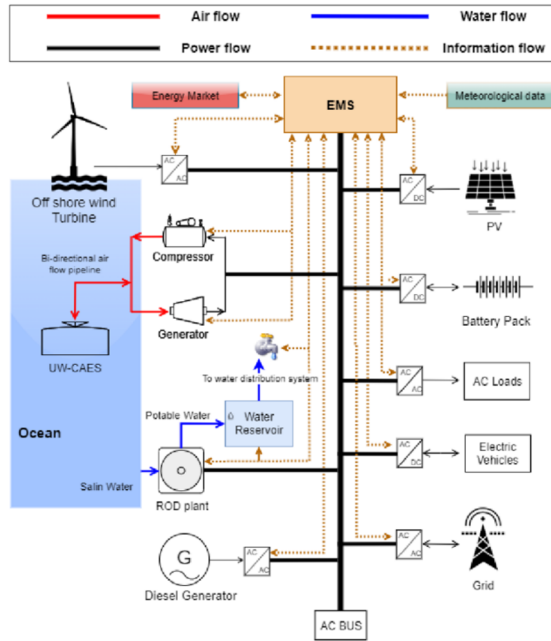 Air flow
Water flow
Power flow
Information flow
Energy Market
EMS
Meteorological data
AC
AC
Off shore wind
Turbine
AC
DC
PV
Bi-directional air
flow pipeline
Compressor
Generator
UW-CAES
AC
DC
Battery Pack
To water distribution system
AC
AC
AC Loads
Potable Water
Water
Reservoir
Ocean
Salin Water
ROD plant
AC
DC
Electric
Vehicles
G
Diesel Generator
AC
AC
AC
AC
Grid
AC BUS